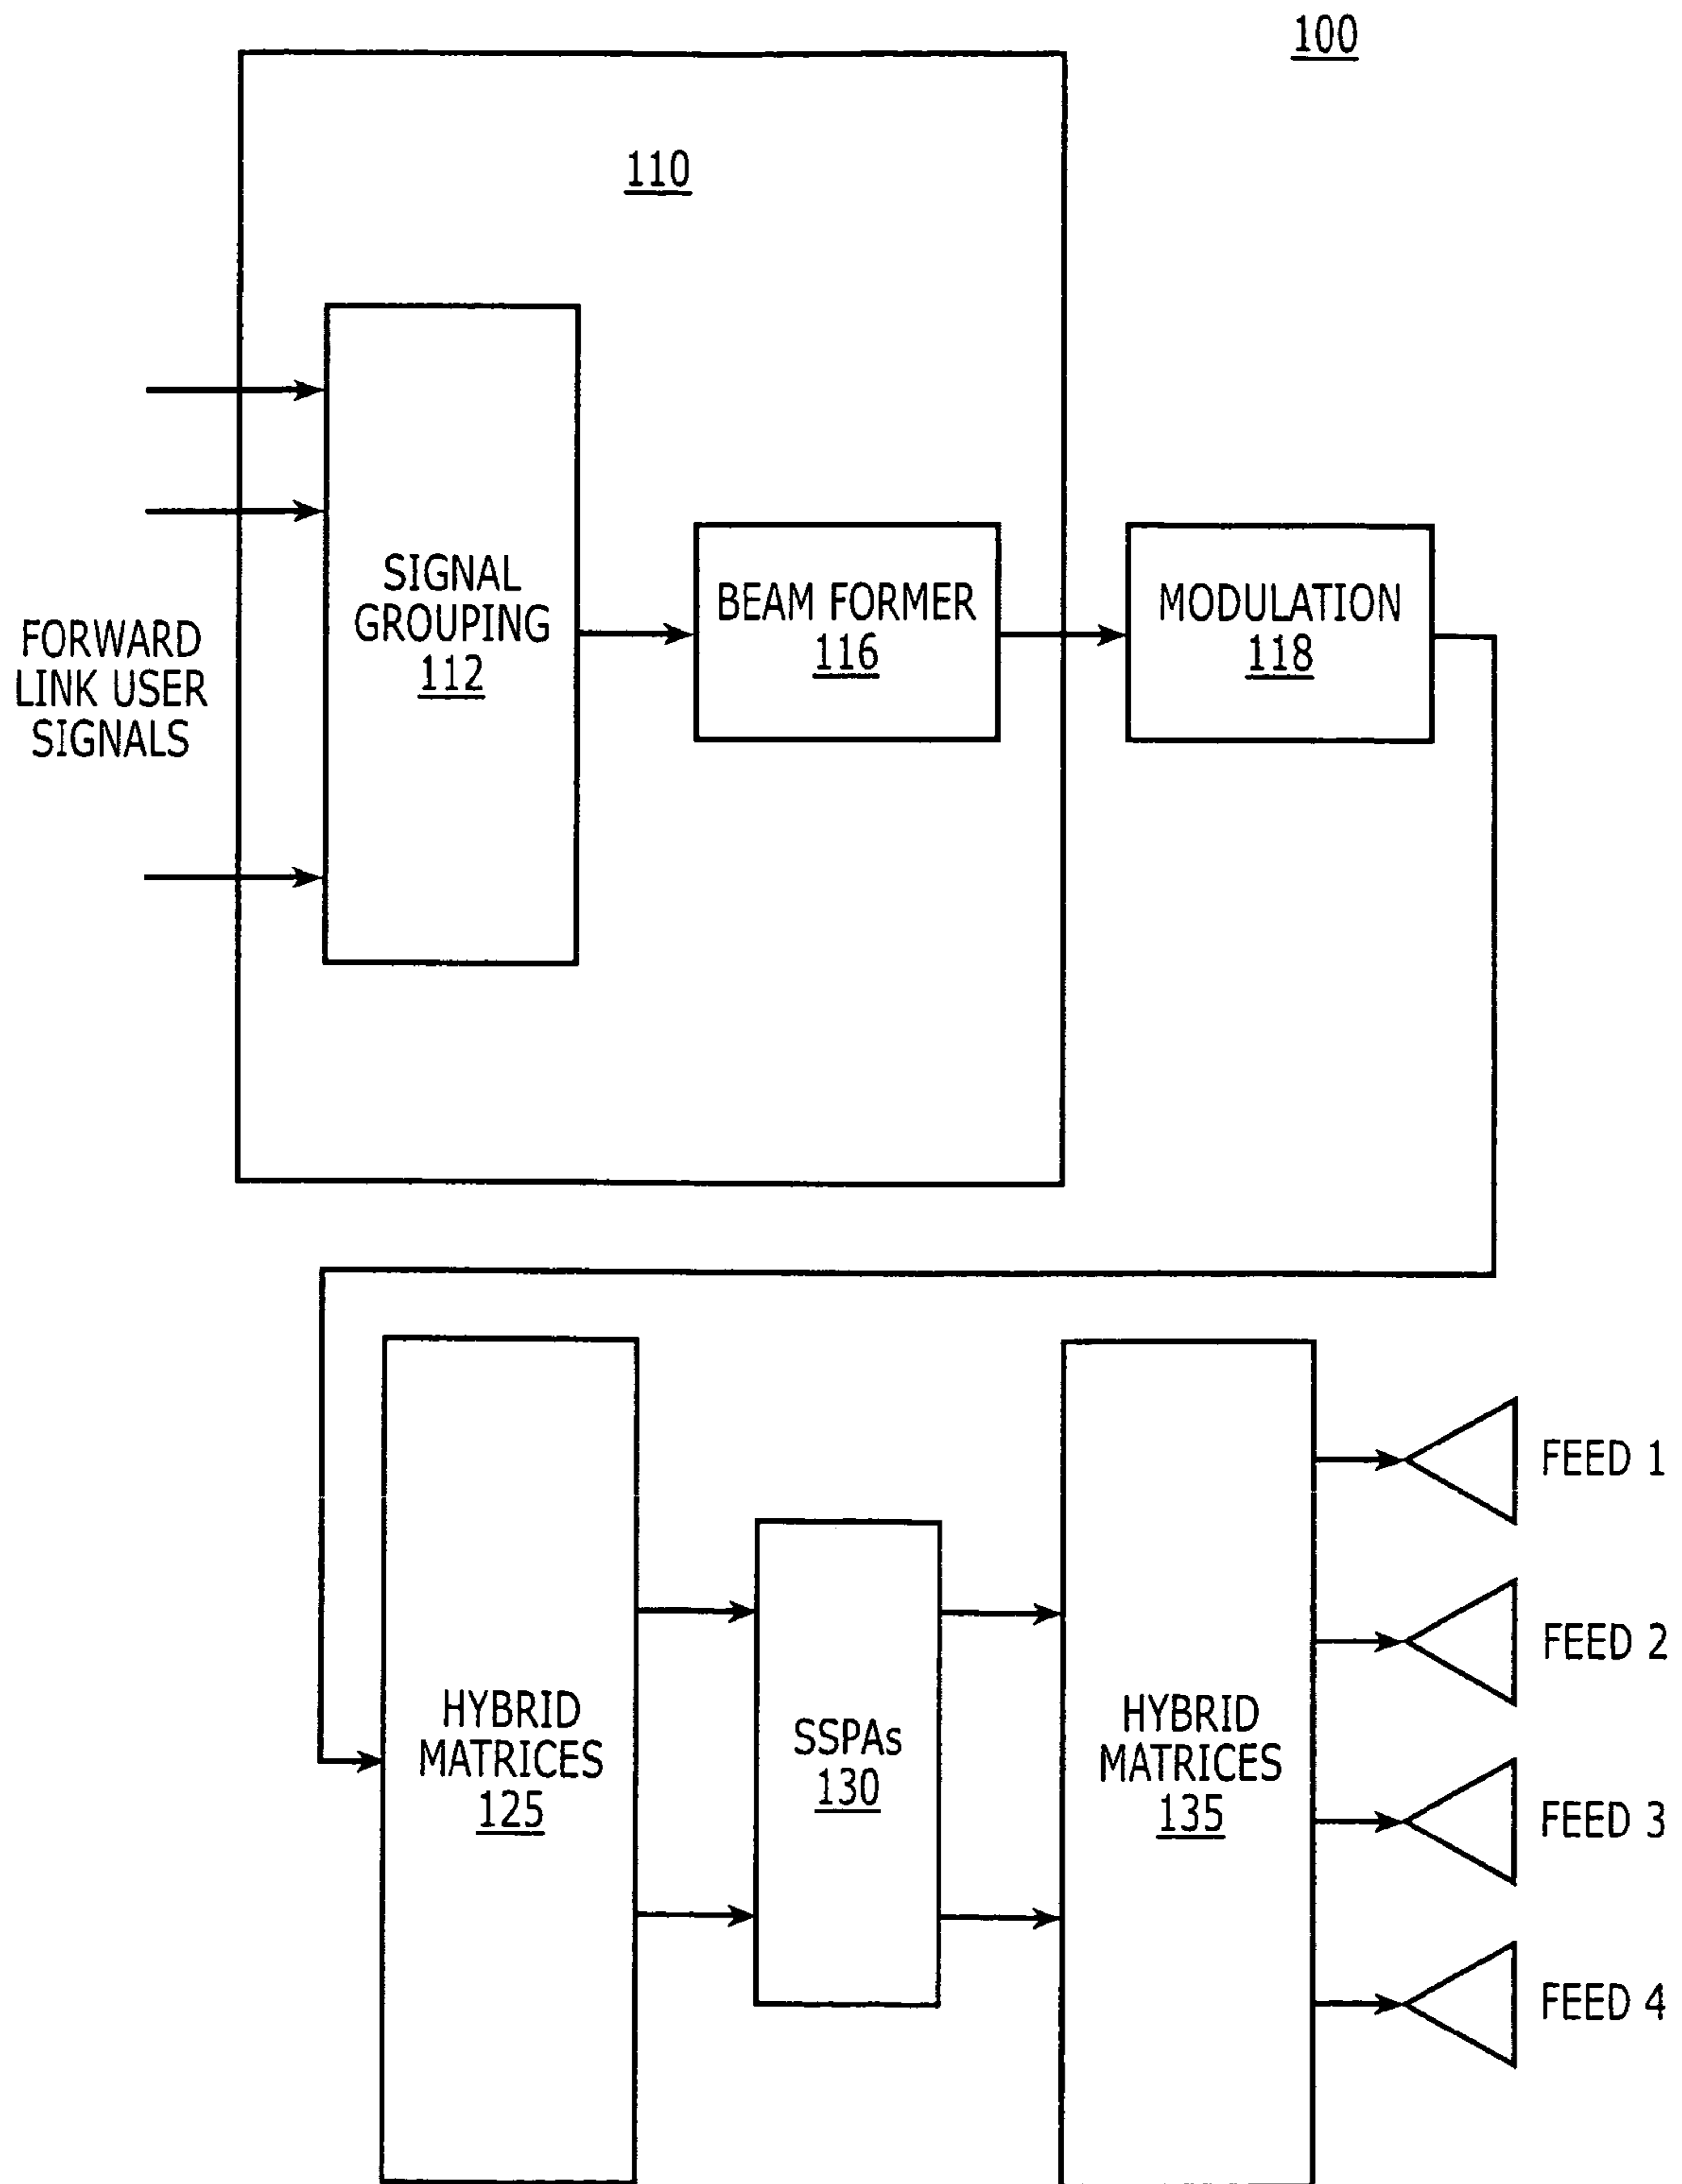 100
110
FORWARD
LINK USER
SIGNALS
SIGNAL
GROUPING
112
BEAM FORMER
116
MODULATION
118
HYBRID
MATRICES
125
SSPAs
130
HYBRID
MATRICES
135
FEED 1
FEED 2
FEED 3
FEED 4